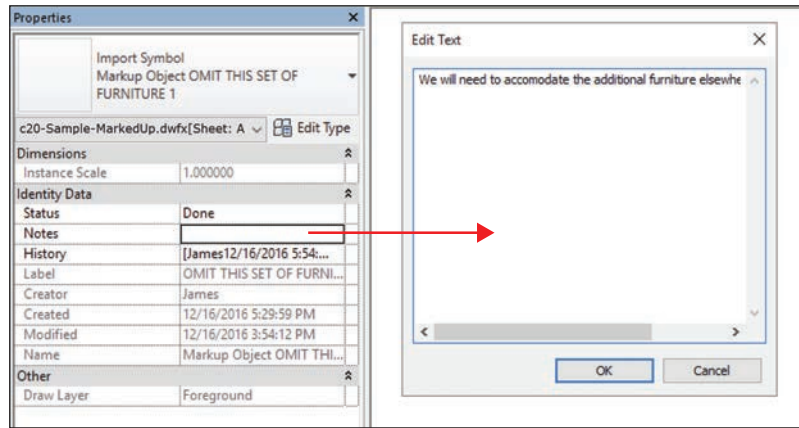 Properties
Import Symbol
Markup Object OMIT THIS SET OF
FURNITURE 1
c20-Sample-MarkedUp.dwfx[Sheet: A
Edit Type
Dimensions
Instance Scale 1.000000
Identity Data
Status Done
Notes
History [James12/16/2016 5:54:...
Label OMIT THIS SET OF FURNI...
Creator James
Created 12/16/2016 5:29:59 PM
Modified 12/16/2016 3:54:12 PM
Name Markup Object OMIT THI...
Other
Draw Layer Foreground
Edit Text
We will need to accomodate the additional furniture elsewhe
OK Cancel